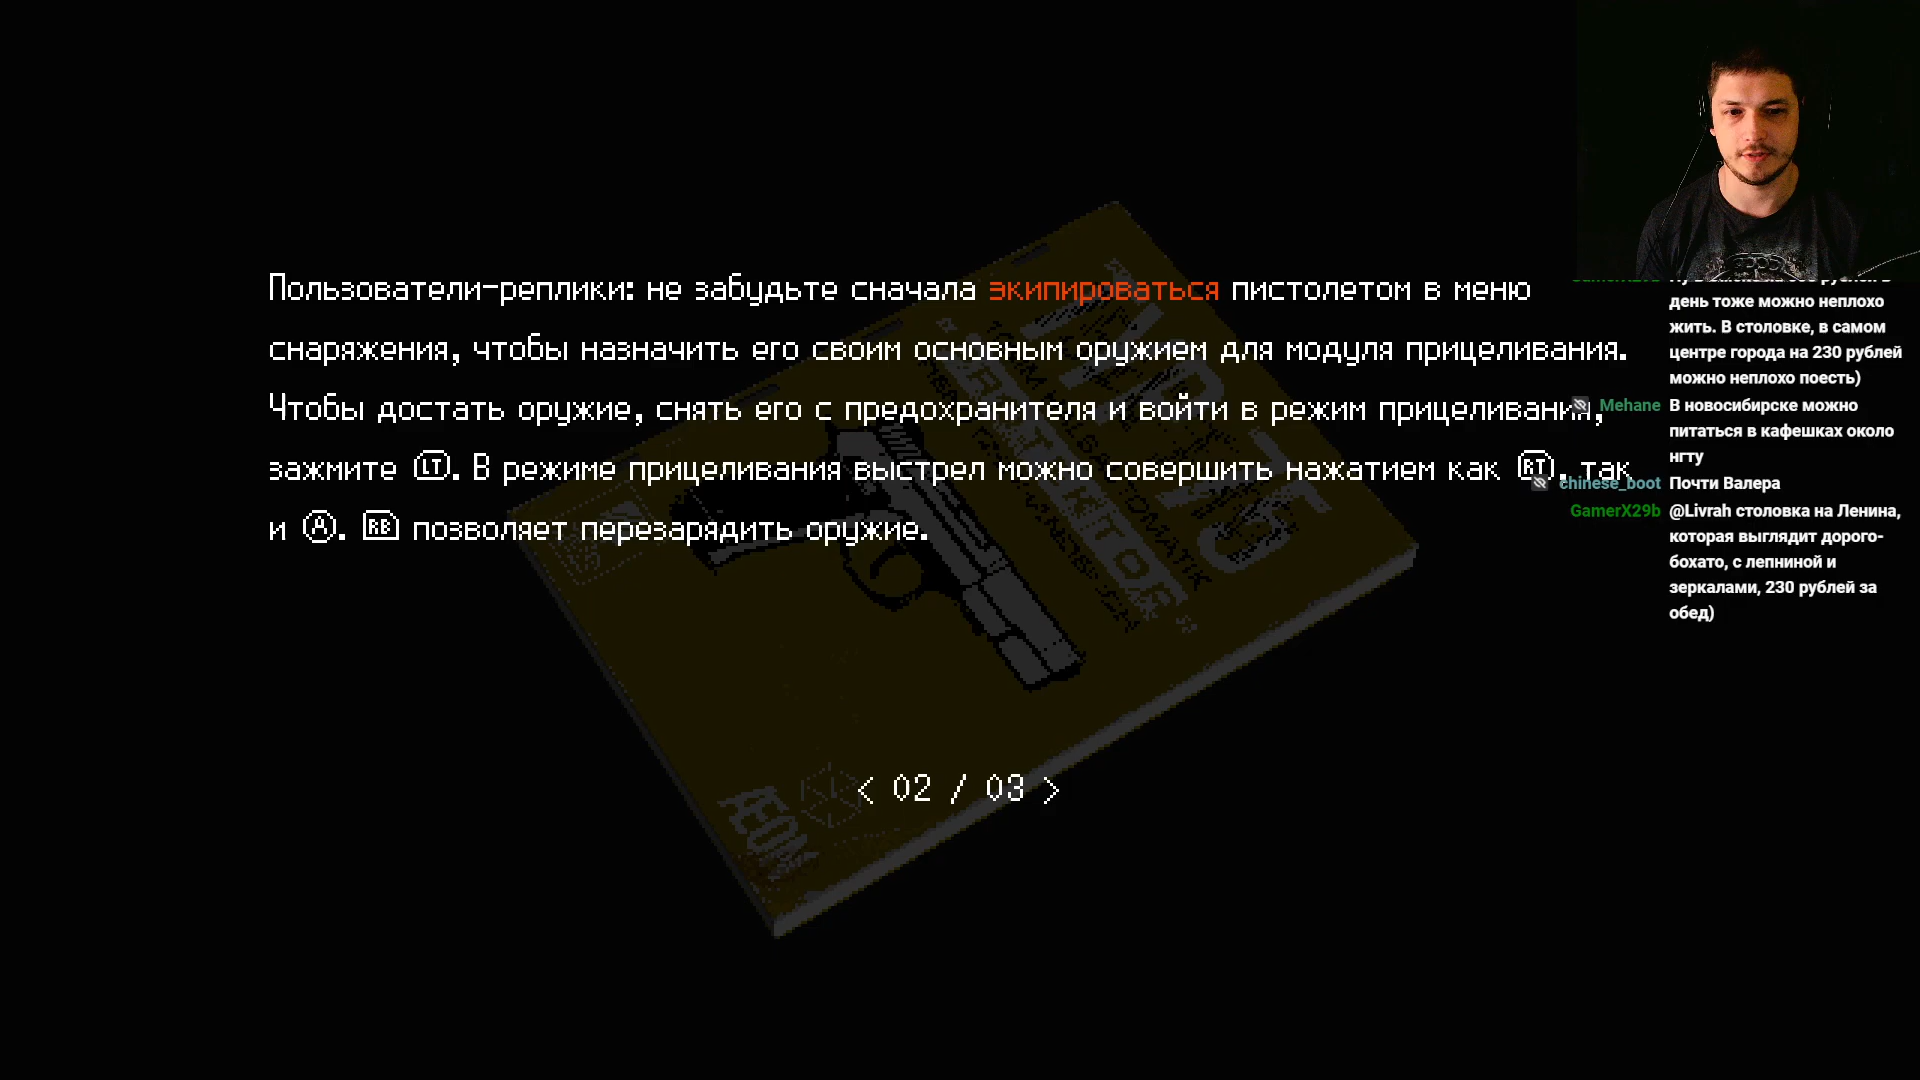 Пользователи-реплики: не забудьте сначала экипироваться пистолетом в меню
снаряжения, чтобы назначить его своим основным оружием для модуля прицеливания.
Чтобы достать оружие, снять его с предохранителя и войти в режим прицеливания,
зажмите LT. В режиме прицеливания выстрел можно совершить нажатием как RT, так
и A. RB позволяет перезарядить оружие.
< 02 / 03 >
AEON
день тоже можно неплохо
жить. В столовке, в самом
центре города на 230 рублей
можно неплохо поесть)
Mehane В новосибирске можно
питаться в кафешках около
нгту
chinese_boot Почти Валера
GamerX29b @Livrah столовка на Ленина,
которая выглядит дорого-
бохато, с лепниной и
зеркалами, 230 рублей за
обед)